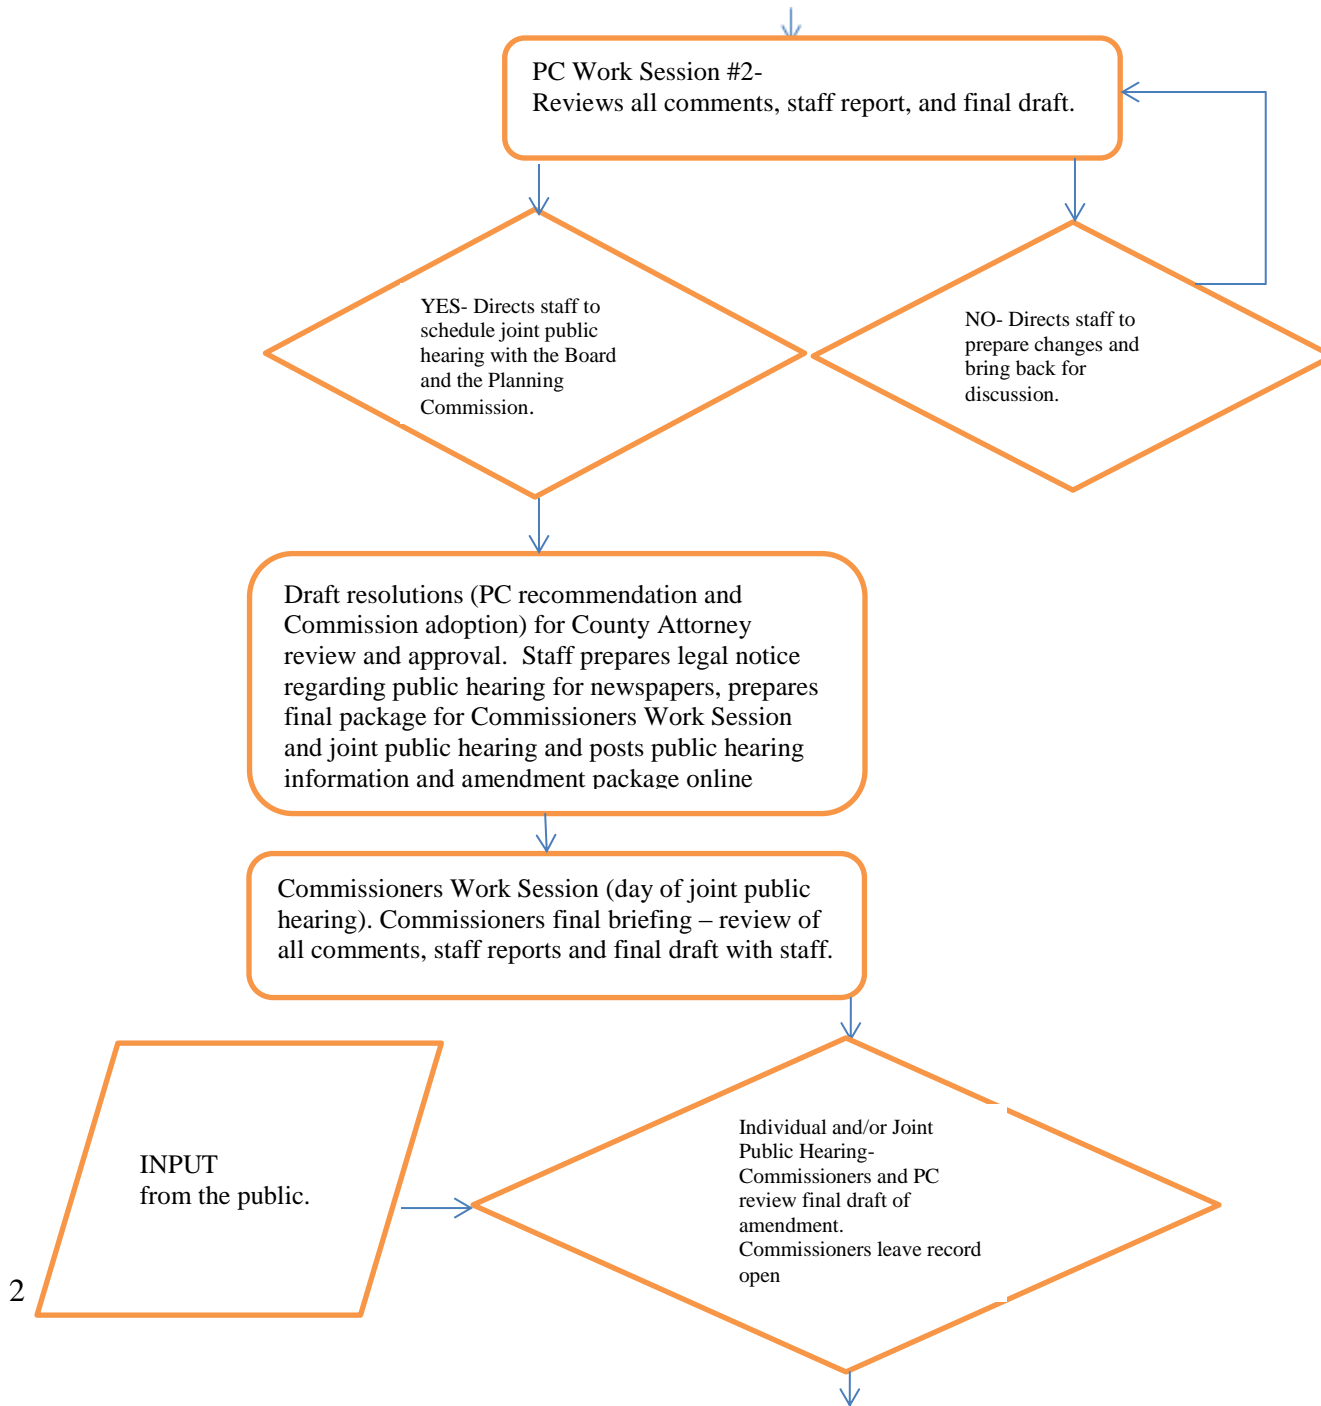 PC Work Session #2-
Reviews all comments, staff report, and final draft.
YES- Directs staff to
schedule joint public
hearing with the Board
and the Planning
Commission.
NO- Directs staff to
prepare changes and
bring back for
discussion.
Draft resolutions (PC recommendation and
Commission adoption) for County Attorney
review and approval.  Staff prepares legal notice
regarding public hearing for newspapers, prepares
final package for Commissioners Work Session
and joint public hearing and posts public hearing
information and amendment package online
Commissioners Work Session (day of joint public
hearing). Commissioners final briefing – review of
all comments, staff reports and final draft with staff.
INPUT
from the public.
Individual and/or Joint
Public Hearing-
Commissioners and PC
review final draft of
amendment.
Commissioners leave record
open
2